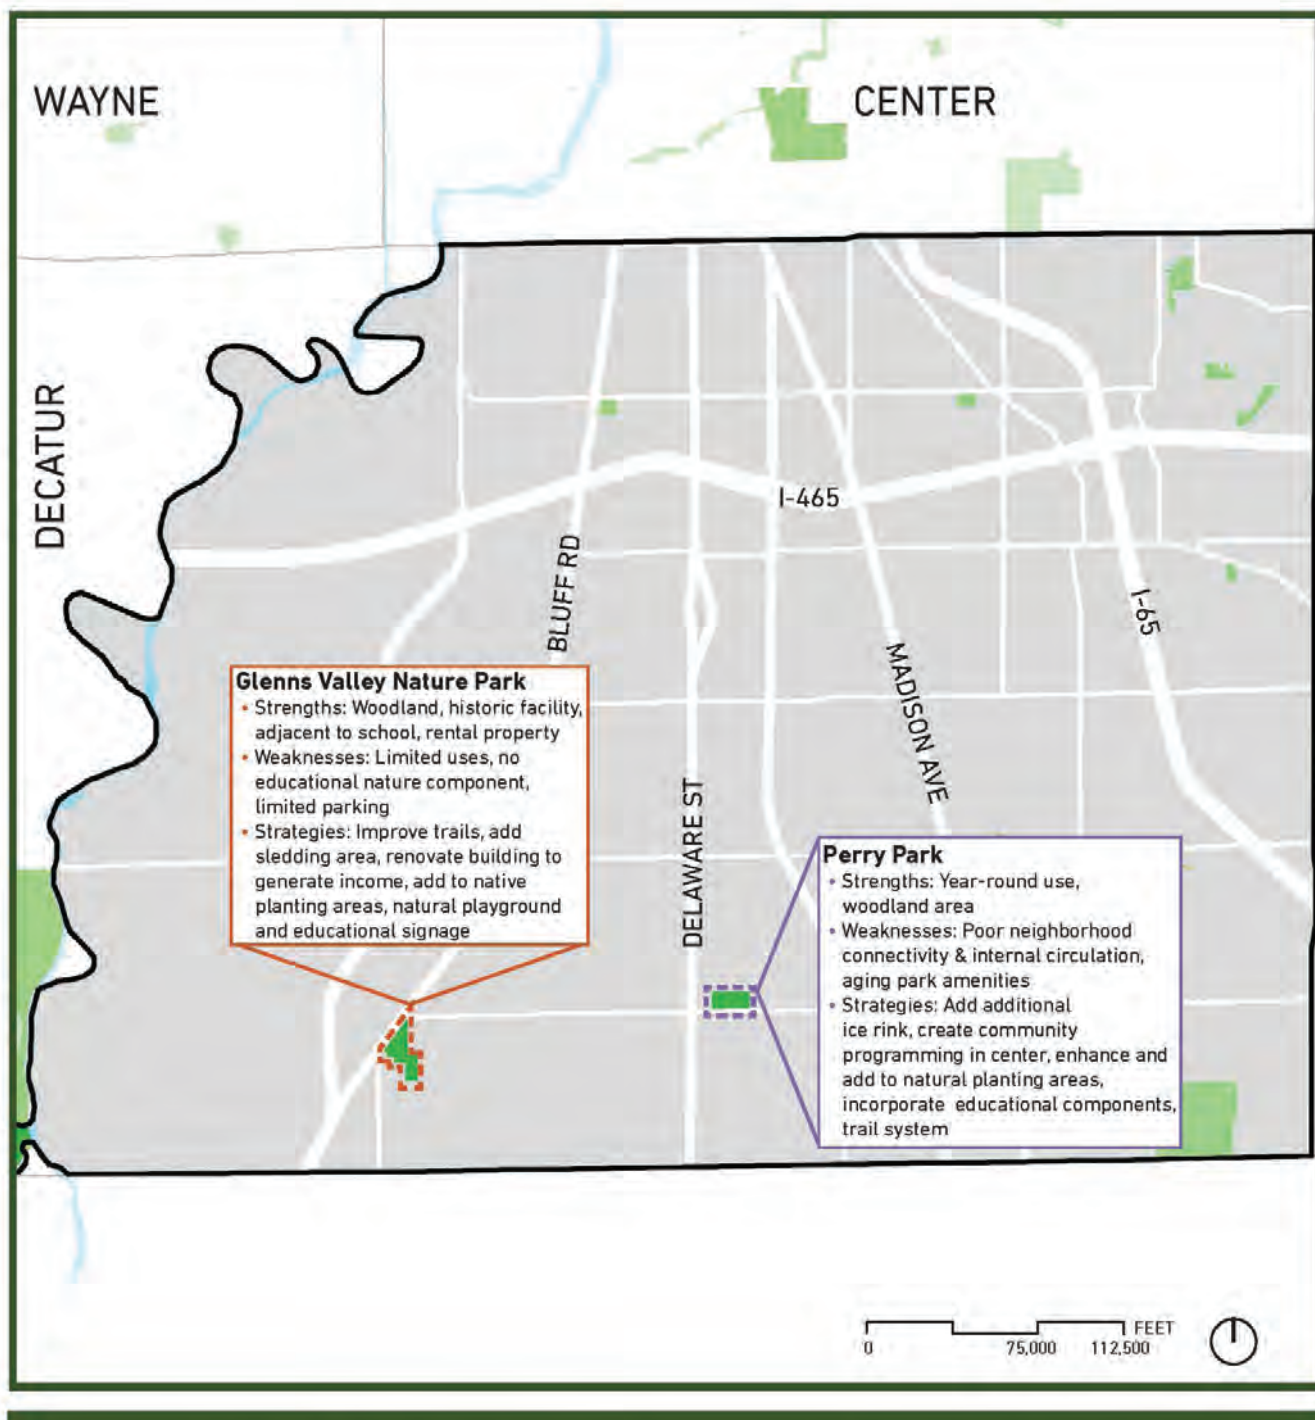 WAYNE
CENTER
DECATUR
I-465
BLUFF RD
I-65
MADISON AVE
DELAWARE ST
Glenns Valley Nature Park
• Strengths: Woodland, historic facility,
adjacent to school, rental property
• Weaknesses: Limited uses, no
educational nature component,
limited parking
• Strategies: Improve trails, add
sledding area, renovate building to
generate income, add to native
planting areas, natural playground
and educational signage
Perry Park
• Strengths: Year-round use,
woodland area
• Weaknesses: Poor neighborhood
connectivity & internal circulation,
aging park amenities
• Strategies: Add additional
ice rink, create community
programming in center, enhance and
add to natural planting areas,
incorporate educational components,
trail system
FEET
0 75,000 112,500